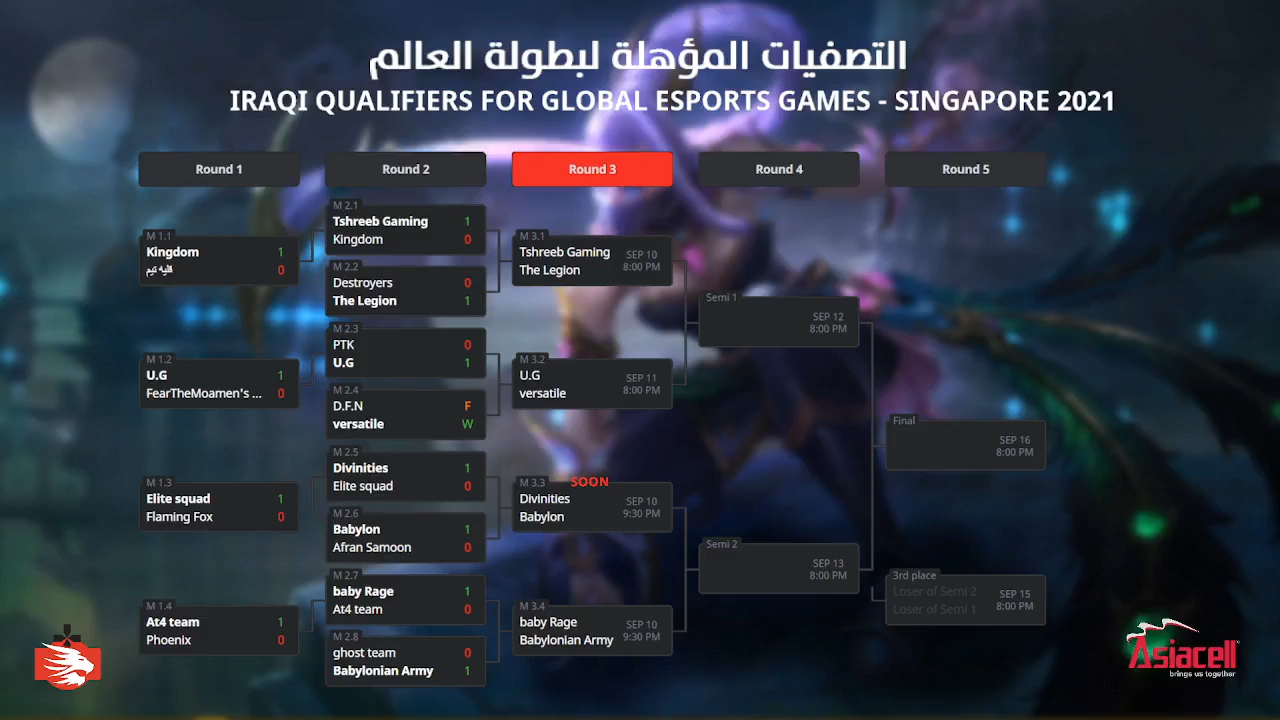 التصفيات المؤهلة لبطولة العالم
IRAQI QUALIFIERS FOR GLOBAL ESPORTS GAMES - SINGAPORE 2021
Round 1
Round 2
Round 3
Round 4
Round 5
M 1.1
Kingdom 1
فليه تيم 0
M 1.2
U.G 1
FearTheMoamen's ... 0
M 1.3
Elite squad 1
Flaming Fox 0
M 1.4
At4 team 1
Phoenix 0
M 2.1
Tshreeb Gaming 1
Kingdom 0
M 2.2
Destroyers 0
The Legion 1
M 2.3
PTK 0
U.G 1
M 2.4
D.F.N F
versatile W
M 2.5
Divinities 1
Elite squad 0
M 2.6
Babylon 1
Afran Samoon 0
M 2.7
baby Rage 1
At4 team 0
M 2.8
ghost team 0
Babylonian Army 1
M 3.1
Tshreeb Gaming
The Legion
SEP 10
8:00 PM
M 3.2
U.G
versatile
SEP 11
8:00 PM
M 3.3
SOON
Divinities
Babylon
SEP 10
9:30 PM
M 3.4
baby Rage
Babylonian Army
SEP 10
9:30 PM
Semi 1
SEP 12
8:00 PM
Semi 2
SEP 13
8:00 PM
Final
SEP 16
8:00 PM
3rd place
Loser of Semi 2
Loser of Semi 1
SEP 15
8:00 PM
Asiacell
brings us together